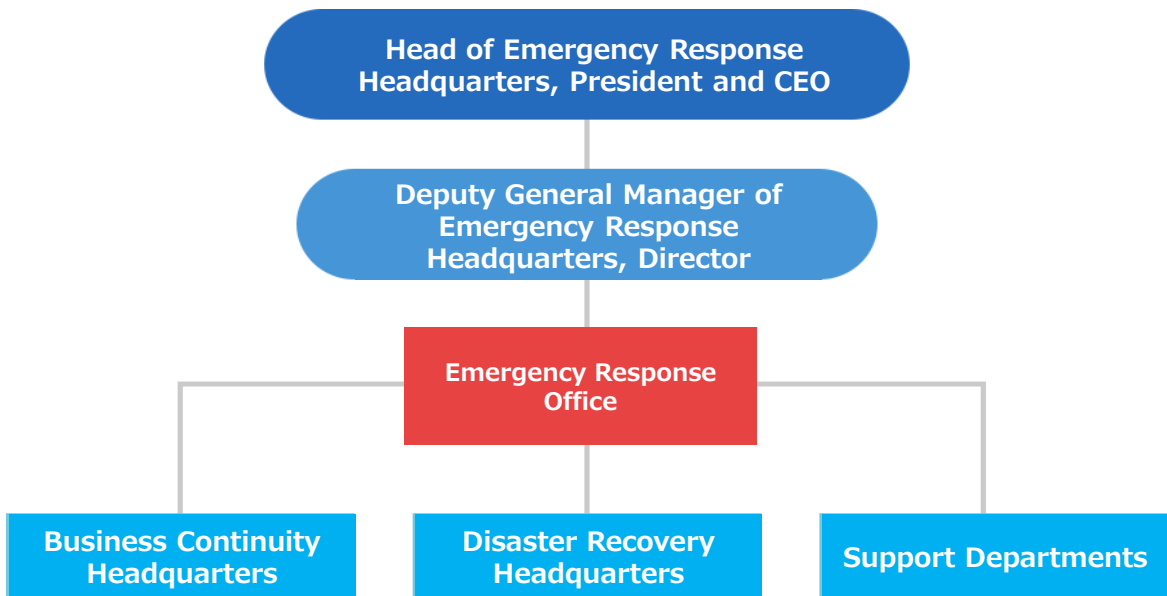 Head of Emergency Response
Headquarters, President and CEO
Deputy General Manager of
Emergency Response
Headquarters, Director
Emergency Response
Office
Business Continuity
Headquarters
Disaster Recovery
Headquarters
Support Departments